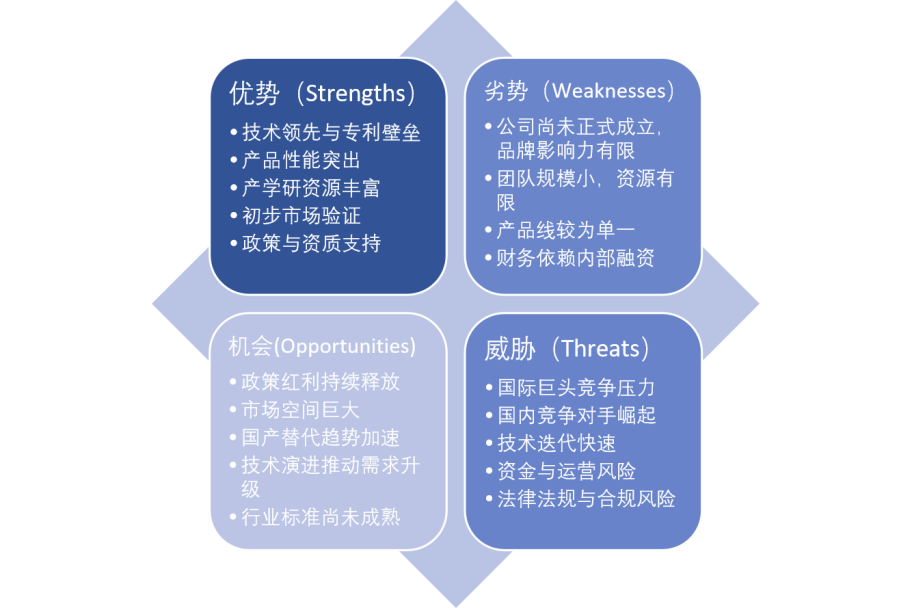 优势（Strengths）
•技术领先与专利壁垒
•产品性能突出
•产学研资源丰富
•初步市场验证
•政策与资质支持
劣势（Weaknesses）
•公司尚未正式成立，
品牌影响力有限
•团队规模小，资源有
限
•产品线较为单一
•财务依赖内部融资
机会(Opportunities)
•政策红利持续释放
•市场空间巨大
•国产替代趋势加速
•技术演进推动需求升
级
•行业标准尚未成熟
威胁（Threats）
•国际巨头竞争压力
•国内竞争对手崛起
•技术迭代快速
•资金与运营风险
•法律法规与合规风险